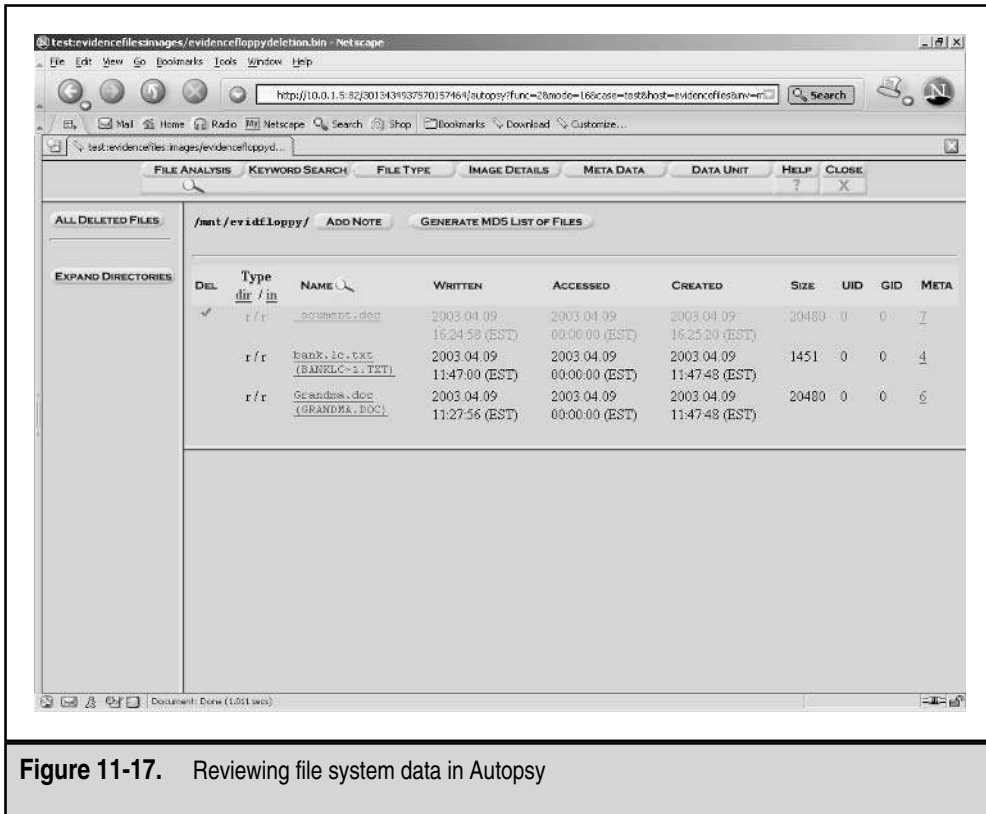 test:evidencefiles:images/evidencefloppydeletion.bin - Netscape
File Edit View Go Bookmarks Tools Window Help
http://10.0.1.5:82/3013434937570157464/autopsy?func=2&mode=16&case=test&host=evidencefiles&inv=
Search
N
Mail Home Radio My Netscape Search Shop Bookmarks Download Customize...
test:evidencefiles:images/evidencefloppyd...
FILE ANALYSIS KEYWORD SEARCH FILE TYPE IMAGE DETAILS META DATA DATA UNIT HELP CLOSE
? X
ALL DELETED FILES
EXPAND DIRECTORIES
/mnt/evidfloppy/ ADD NOTE GENERATE MD5 LIST OF FILES
DEL Type NAME WRITTEN ACCESSED CREATED SIZE UID GID META
dir / in
r / r _ocument.doc 2003.04.09 2003.04.09 2003.04.09 20480 0 0 7
16:24:58 (EST) 00:00:00 (EST) 16:25:20 (EST)
r / r bank.lc.txt 2003.04.09 2003.04.09 2003.04.09 1451 0 0 4
(BANKLC~1.TXT) 11:47:00 (EST) 00:00:00 (EST) 11:47:48 (EST)
r / r Grandma.doc 2003.04.09 2003.04.09 2003.04.09 20480 0 0 6
(GRANDMA.DOC) 11:27:56 (EST) 00:00:00 (EST) 11:47:48 (EST)
Document: Done (1.011 secs)
Figure 11-17. Reviewing file system data in Autopsy